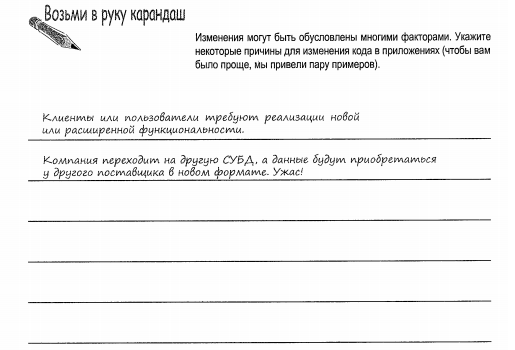 Возьми в руку карандаш
Изменения могут быть обусловлены многими факторами. Укажите
некоторые причины для изменения кода в приложениях (чтобы вам
было проще, мы привели пару примеров).
Клиенты или пользователи требуют реализации новой
или расширенной функциональности.
Компания переходит на другую СУБД, а данные будут приобретаться
у другого поставщика в новом формате. Ужас!